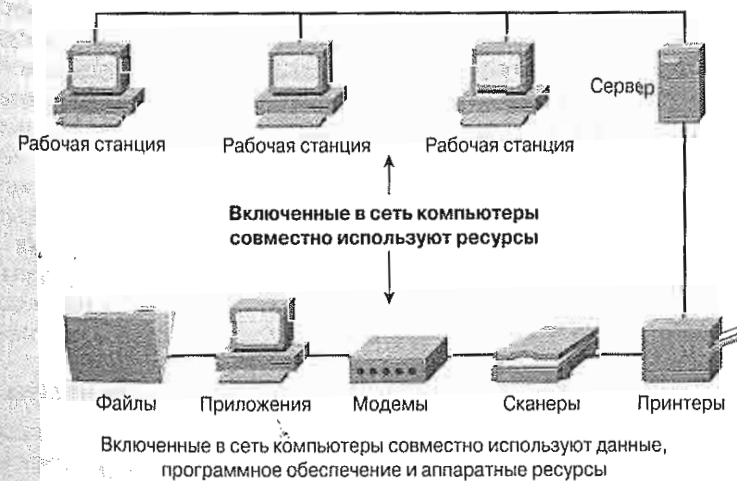 Сервер
Рабочая станция
Рабочая станция
Рабочая станция
Включенные в сеть компьютеры
совместно используют ресурсы
Файлы
Приложения
Модемы
Сканеры
Принтеры
Включенные в сеть компьютеры совместно используют данные,
программное обеспечение и аппаратные ресурсы